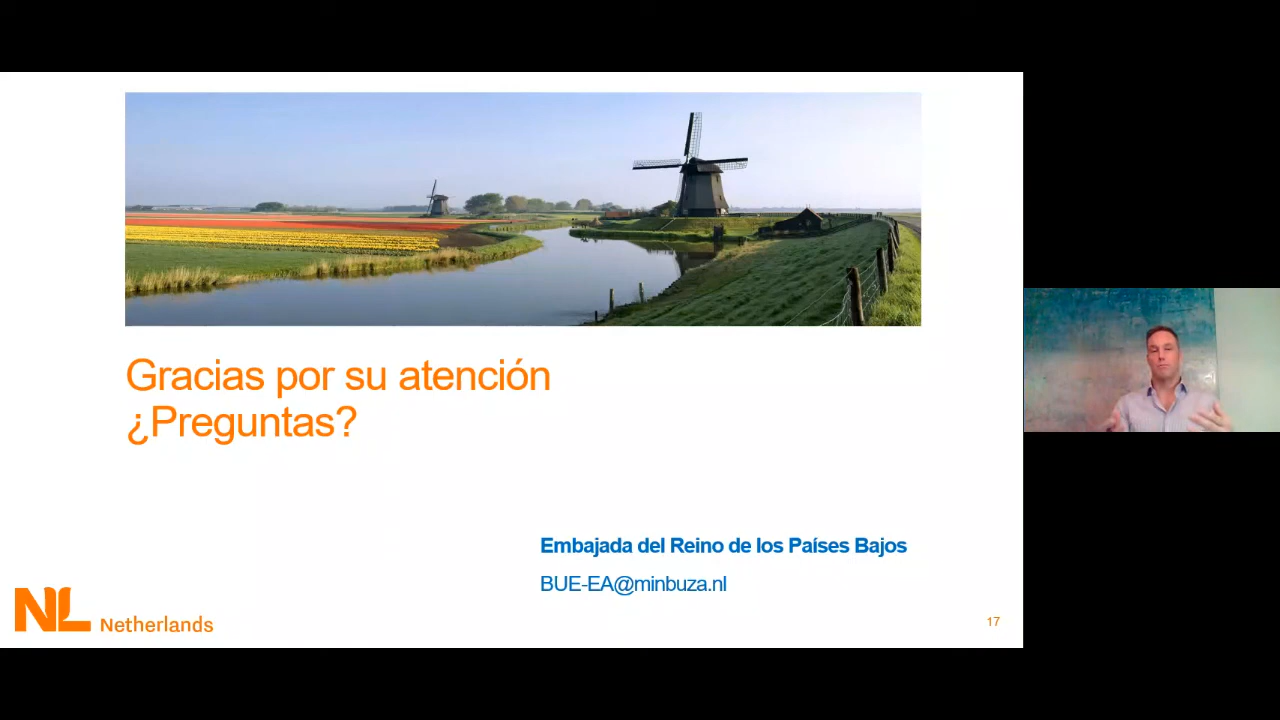 Gracias por su atención
¿Preguntas?
Embajada del Reino de los Países Bajos
BUE-EA@minbuza.nl
NL Netherlands
17